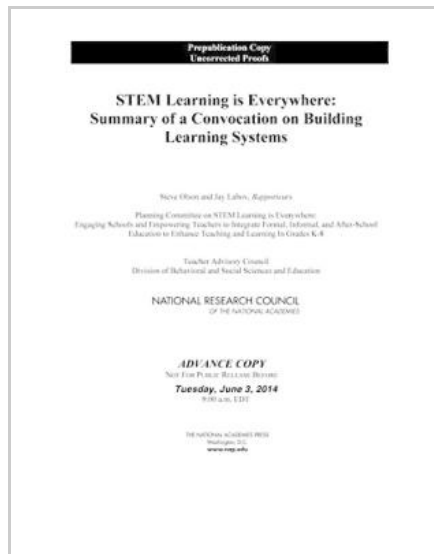 Prepublication Copy
Uncorrected Proofs
STEM Learning is Everywhere:
Summary of a Convocation on Building
Learning Systems
Steve Olson and Jay Labov, Rapporteurs
Planning Committee on STEM Learning is Everywhere:
Engaging Schools and Empowering Teachers to Integrate Formal, Informal, and After-School
Education to Enhance Teaching and Learning In Grades K-8
Teacher Advisory Council
Division of Behavioral and Social Sciences and Education
NATIONAL RESEARCH COUNCIL
OF THE NATIONAL ACADEMIES
ADVANCE COPY
NOT FOR PUBLIC RELEASE BEFORE
Tuesday, June 3, 2014
9:00 a.m. EDT
THE NATIONAL ACADEMIES PRESS
Washington, D.C.
www.nap.edu